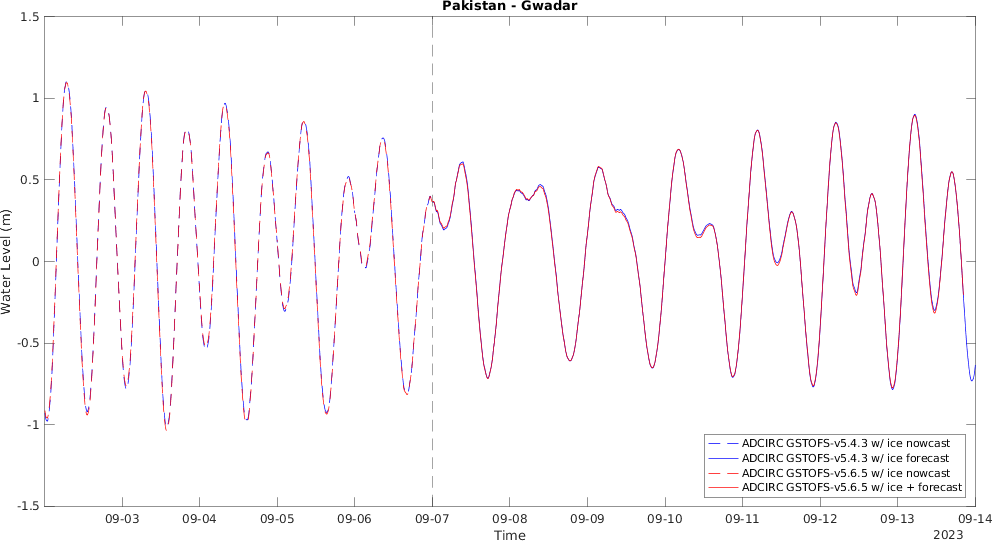 Pakistan - Gwadar
1.5
1
0.5
0
-0.5
-1
-1.5
Water Level (m)
ADCIRC GSTOFS-v5.4.3 w/ ice nowcast
ADCIRC GSTOFS-v5.4.3 w/ ice forecast
ADCIRC GSTOFS-v5.6.5 w/ ice nowcast
ADCIRC GSTOFS-v5.6.5 w/ ice + forecast
09-03 09-04 09-05 09-06 09-07 09-08 09-09 09-10 09-11 09-12 09-13 09-14
Time
2023